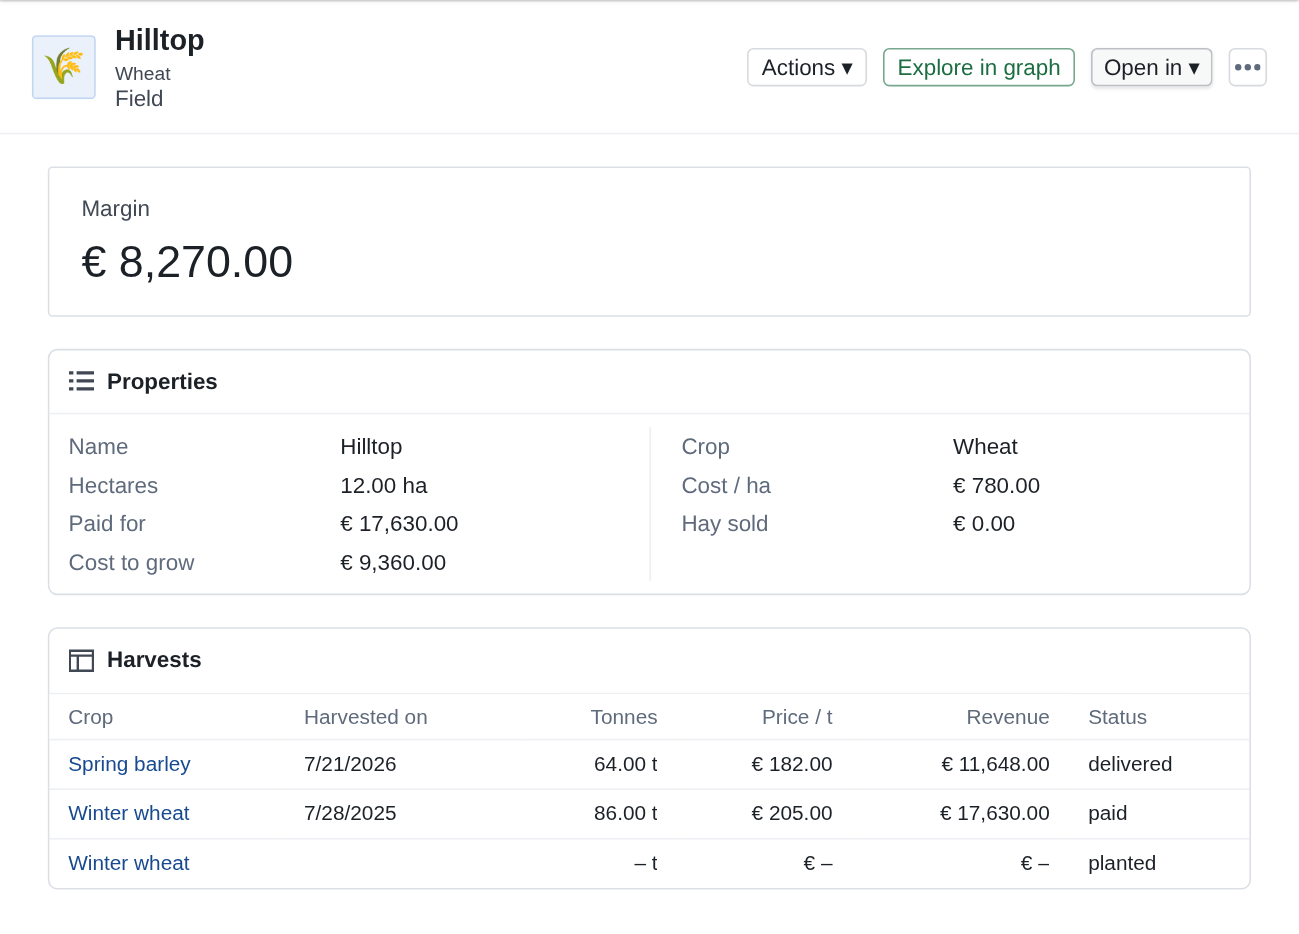 Hilltop
Wheat
Field
Actions ▾
Explore in graph
Open in ▾
Margin
€ 8,270.00
Properties
Name Hilltop Crop Wheat
Hectares 12.00 ha Cost / ha € 780.00
Paid for € 17,630.00 Hay sold € 0.00
Cost to grow € 9,360.00
Harvests
Crop Harvested on Tonnes Price / t Revenue Status
Spring barley 7/21/2026 64.00 t € 182.00 € 11,648.00 delivered
Winter wheat 7/28/2025 86.00 t € 205.00 € 17,630.00 paid
Winter wheat – t € – € – planted